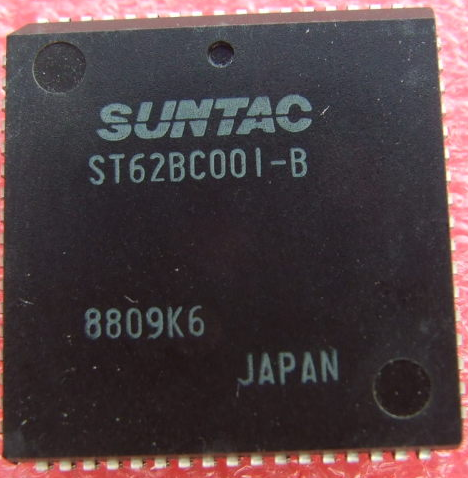 SUNTAC
ST62BC001-B
8809K6
JAPAN